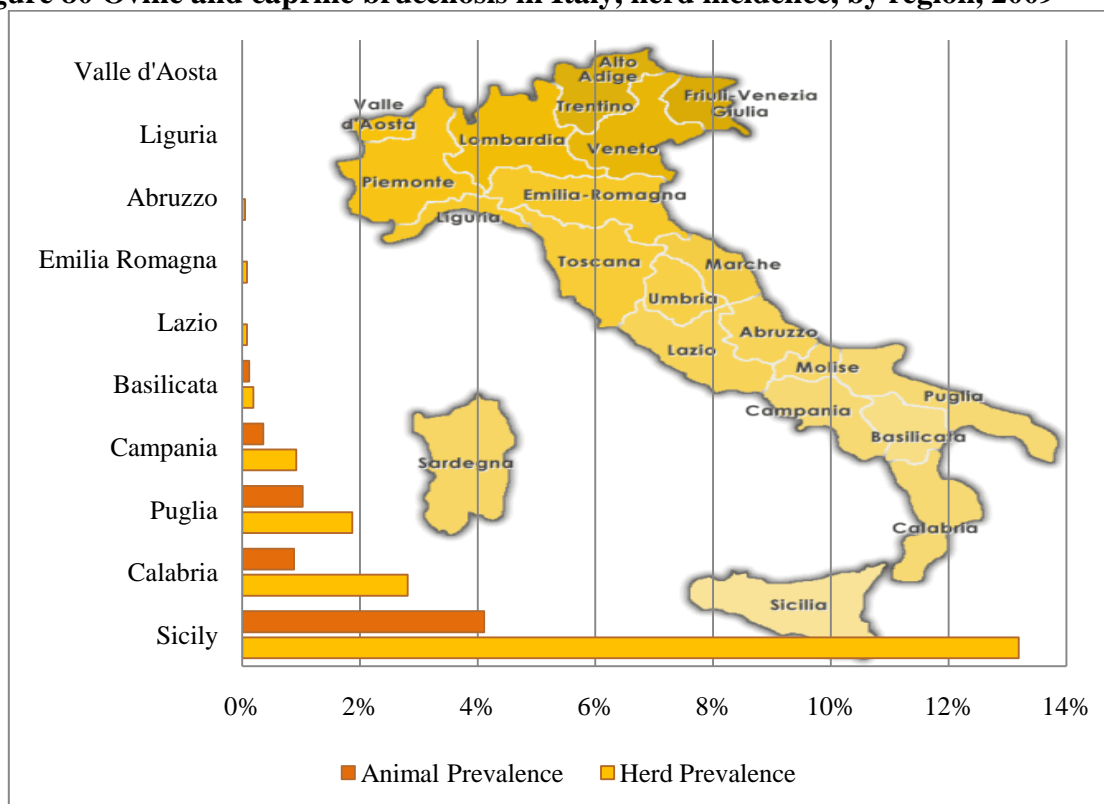 gure 80 Ovine and caprine brucellosis in Italy, herd incidence, by region, 2009
Valle d'Aosta
Liguria
Abruzzo
Emilia Romagna
Lazio
Basilicata
Campania
Puglia
Calabria
Sicily
Alto
Adige
Trentino
Friuli-Venezia
Giulia
Valle
d'Aosta
Lombardia
Veneto
Piemonte
Emilia-Romagna
Liguria
Toscana
Marche
Umbria
Abruzzo
Lazio
Molise
Puglia
Campania
Basilicata
Sardegna
Calabria
Sicilia
0% 2% 4% 6% 8% 10% 12% 14%
Animal Prevalence Herd Prevalence